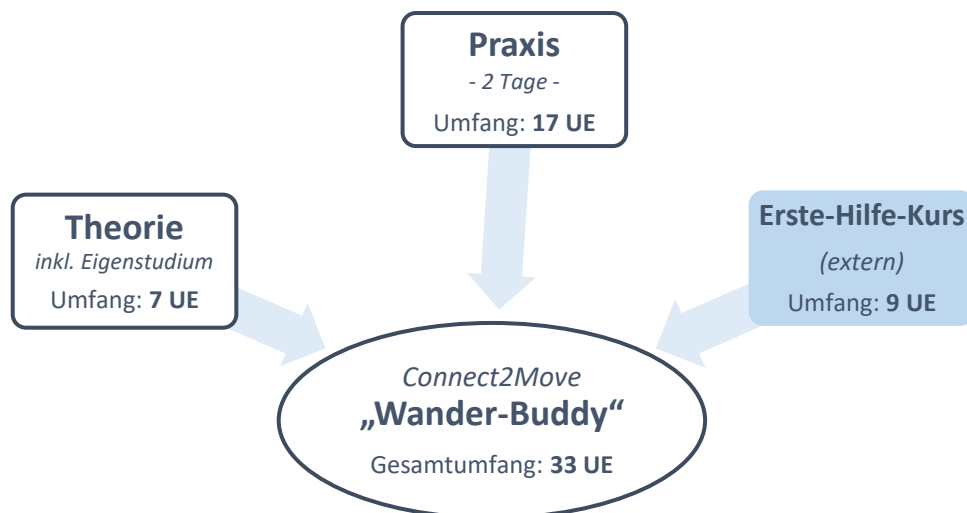 Praxis
- 2 Tage -
Umfang: 17 UE
Theorie
inkl. Eigenstudium
Umfang: 7 UE
Erste-Hilfe-Kurs
(extern)
Umfang: 9 UE
Connect2Move
„Wander-Buddy“
Gesamtumfang: 33 UE